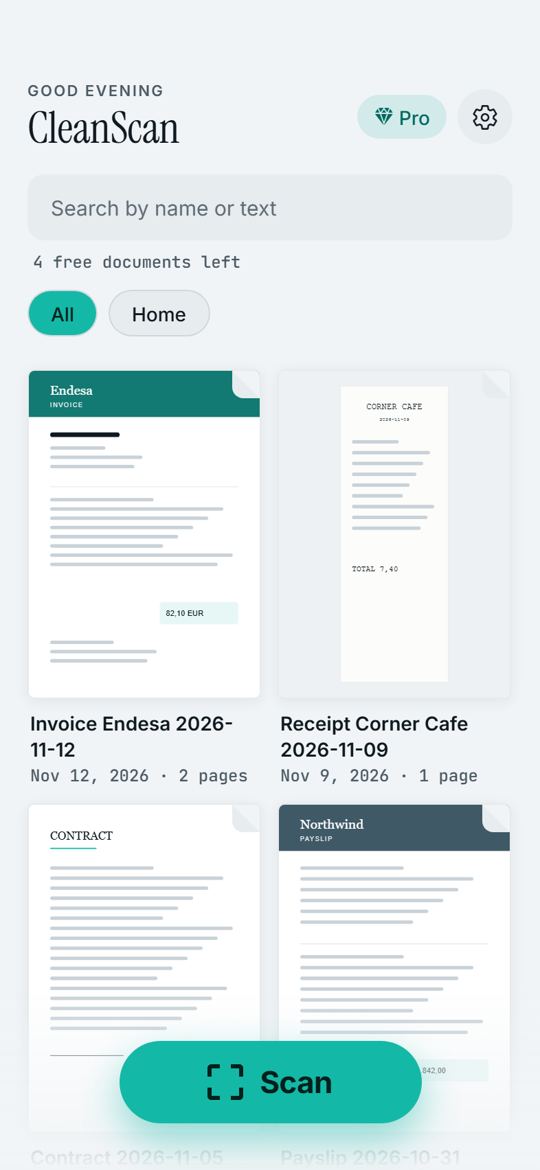 GOOD EVENING
CleanScan
Pro
Search by name or text
4 free documents left
All
Home
Endesa
INVOICE
82,10 EUR
CORNER CAFE
2026-11-09
TOTAL 7,40
Invoice Endesa 2026-
11-12
Nov 12, 2026 · 2 pages
Receipt Corner Cafe
2026-11-09
Nov 9, 2026 · 1 page
CONTRACT
Northwind
PAYSLIP
842,00
Scan
Contract 2026-11-05
Payslip 2026-10-31